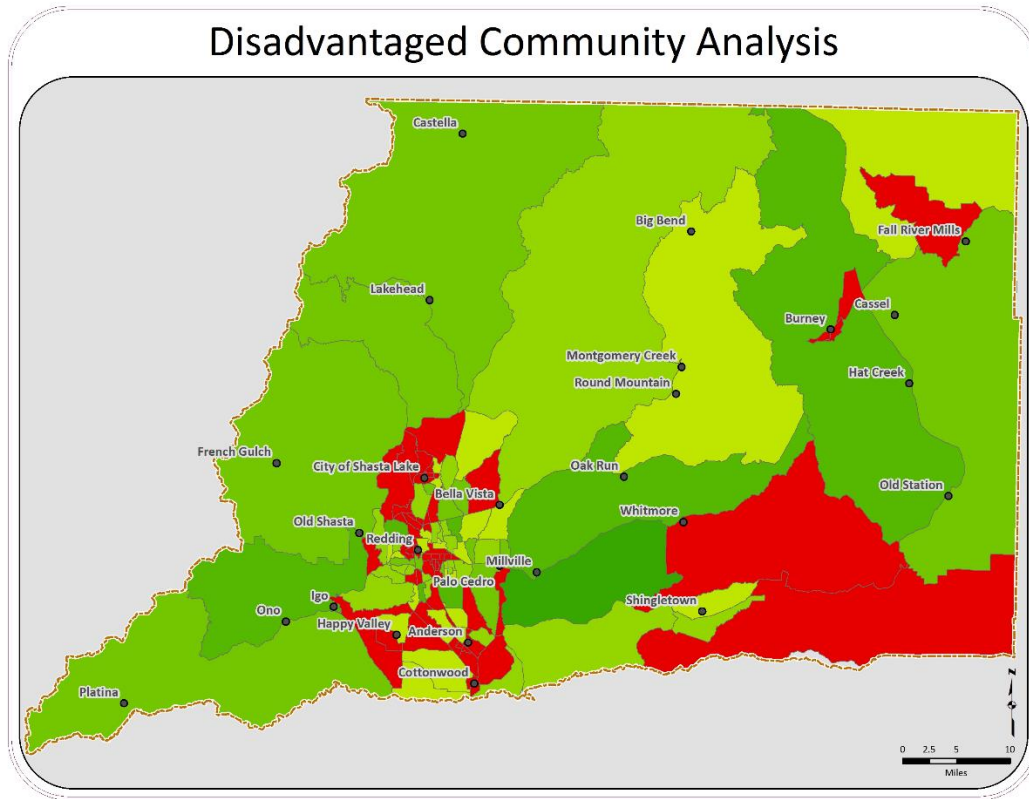 Disadvantaged Community Analysis
Castella
Big Bend
Fall River Mills
Lakehead
Cassel
Burney
Montgomery Creek
Hat Creek
Round Mountain
French Gulch
City of Shasta Lake
Oak Run
Bella Vista
Old Station
Whitmore
Old Shasta
Redding
Millville
Palo Cedro
Igo
Shingletown
Ono
Happy Valley
Anderson
Cottonwood
Platina
N
0 2.5 5 10
Miles